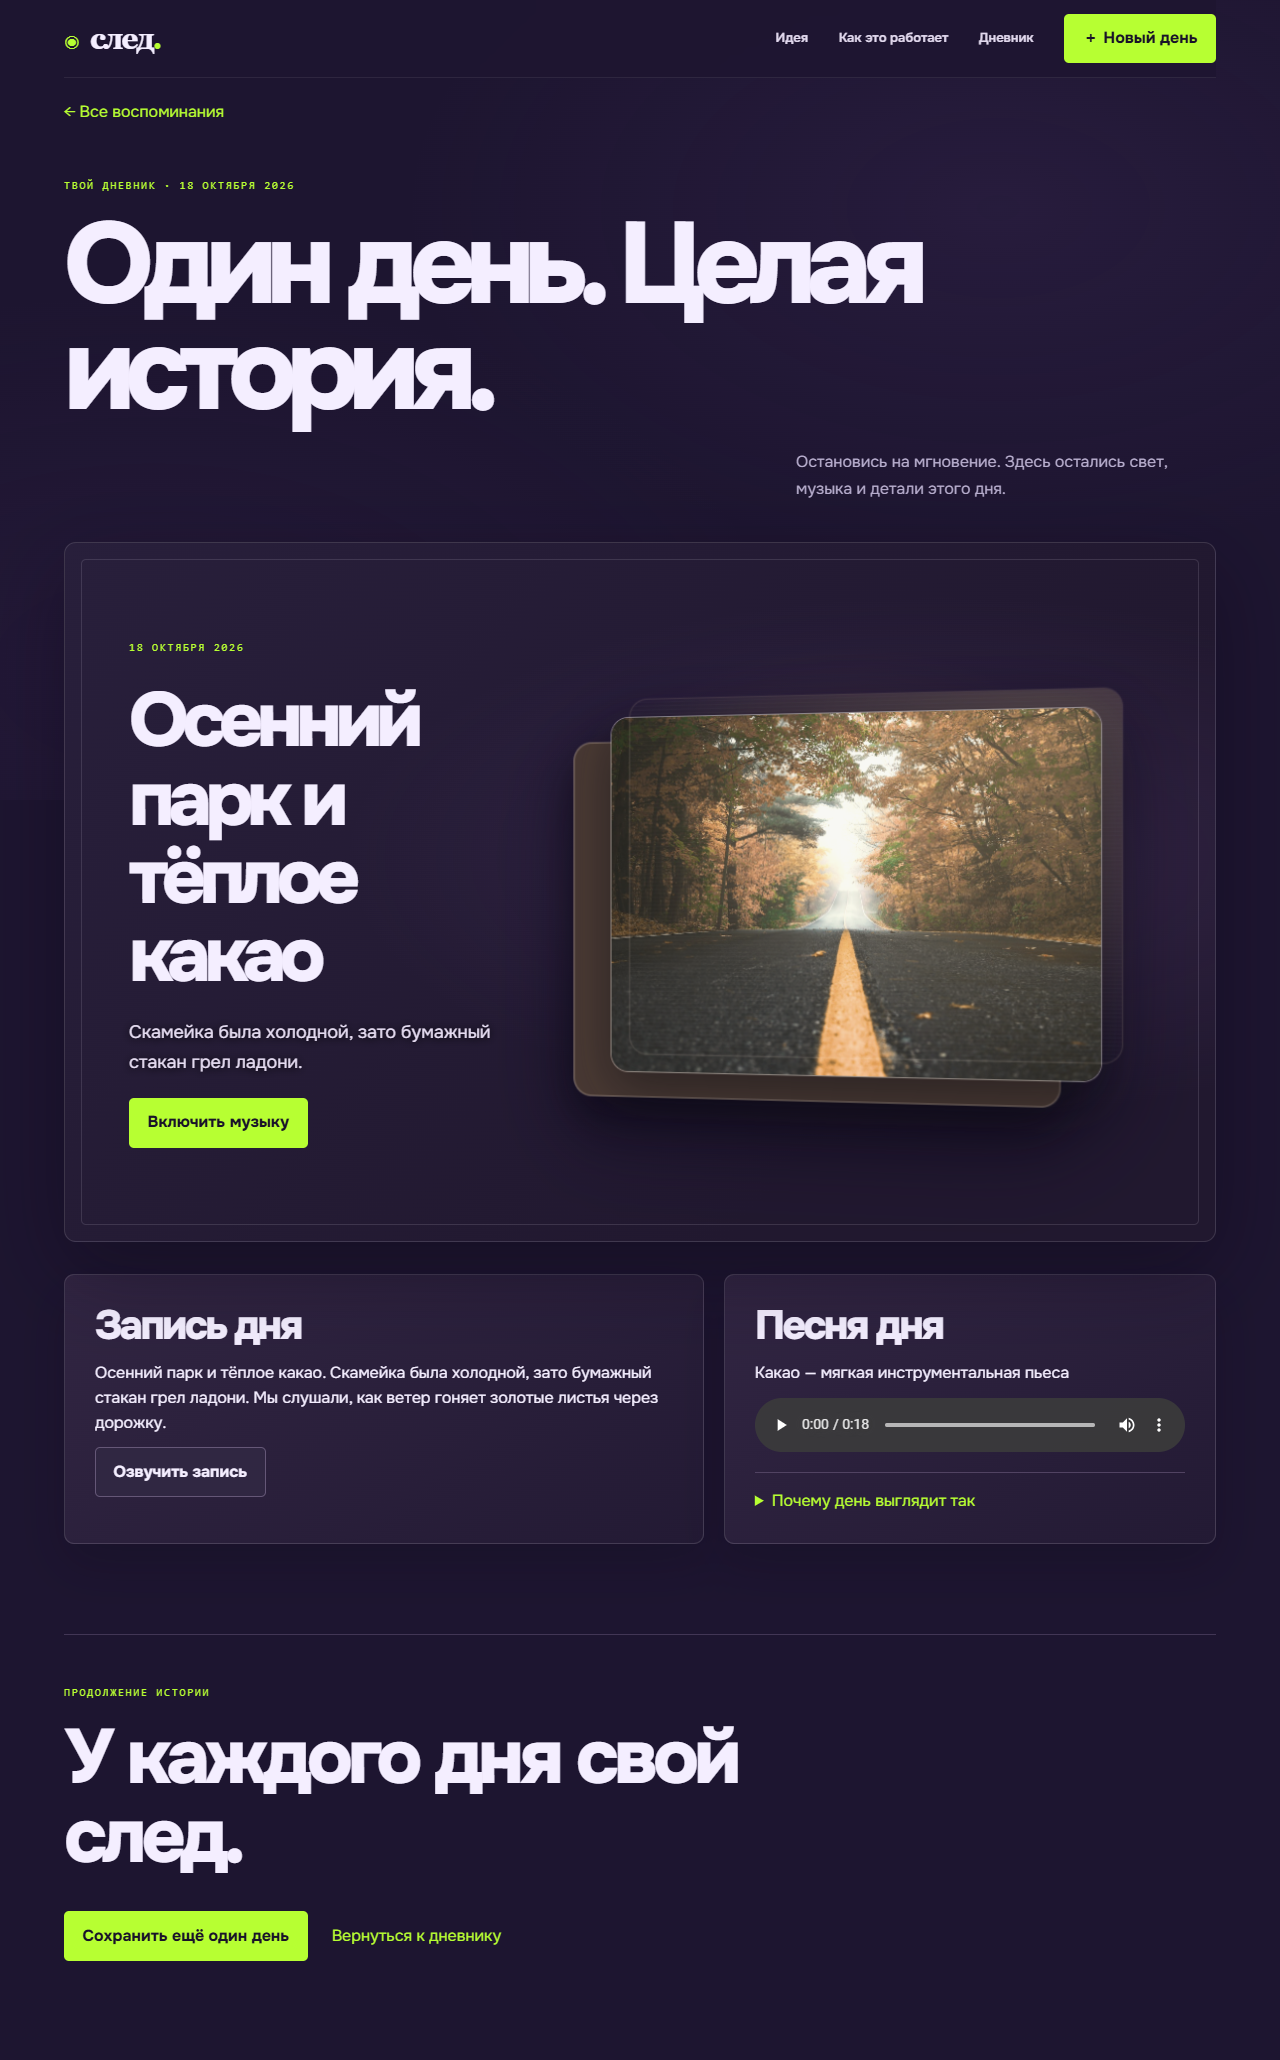 след.
Идея
Как это работает
Дневник
+ Новый день
← Все воспоминания
ТВОЙ ДНЕВНИК · 18 ОКТЯБРЯ 2026
Один день. Целая
история.
Остановись на мгновение. Здесь остались свет,
музыка и детали этого дня.
18 ОКТЯБРЯ 2026
Осенний
парк и
тёплое
какао
Скамейка была холодной, зато бумажный
стакан грел ладони.
Включить музыку
Запись дня
Осенний парк и тёплое какао. Скамейка была холодной, зато бумажный
стакан грел ладони. Мы слушали, как ветер гоняет золотые листья через
дорожку.
Озвучить запись
Песня дня
Какао — мягкая инструментальная пьеса
0:00 / 0:18
Почему день выглядит так
ПРОДОЛЖЕНИЕ ИСТОРИИ
У каждого дня свой
след.
Сохранить ещё один день
Вернуться к дневнику